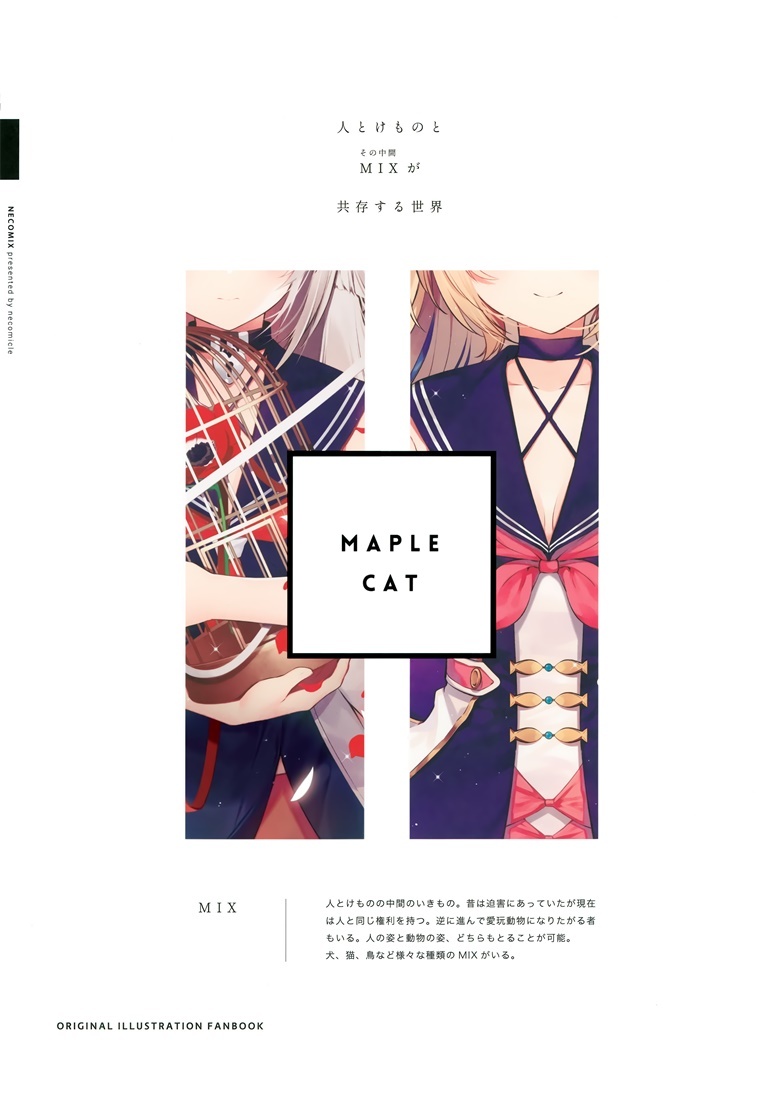 人とけものと
その中間
MIXが
共存する世界
NECOMIX presented by necomicle
MAPLE
CAT
MIX
人とけものの中間のいきもの。昔は迫害にあっていたが現在
は人と同じ権利を持つ。逆に進んで愛玩動物になりたがる者
もいる。人の姿と動物の姿、どちらもとることが可能。
犬、猫、鳥など様々な種類の MIX がいる。
ORIGINAL ILLUSTRATION FANBOOK